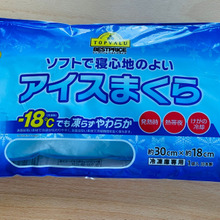 TOPVALU
BESTPRICE
ソフトで寝心地のよい
アイスまくら
-18℃でも凍らずやわらか
発熱時
熱帯夜
けがの冷却
約30cm×約18cm
冷凍庫専用